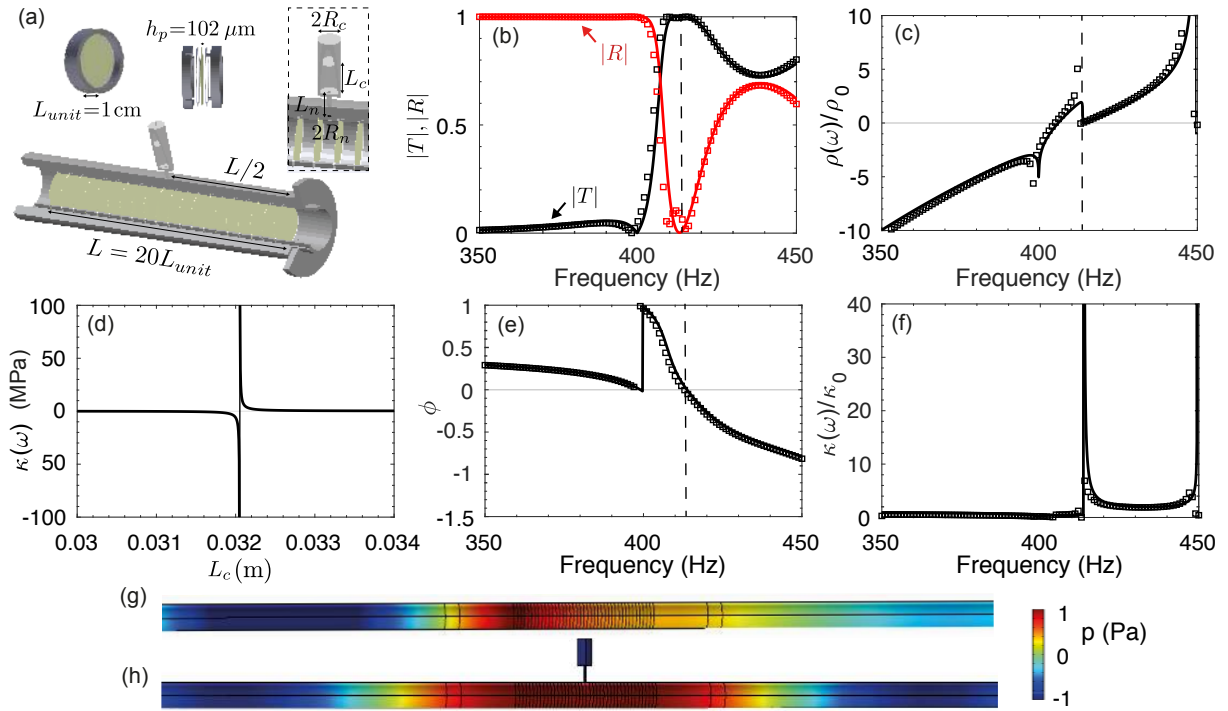 (a)
h_p=102 μm
L_unit=1cm
2R_c
L_c
L_n
2R_n
L/2
L = 20L_unit
(b)
|R|
|T|
|T|, |R|
1
0.5
0
350
400
450
Frequency (Hz)
(c)
ρ(ω)/ρ_0
10
5
0
-5
-10
350
400
450
Frequency (Hz)
(d)
κ(ω) (MPa)
100
50
0
-50
-100
0.03
0.031
0.032
0.033
0.034
L_c(m)
(e)
ϕ
1
0.5
0
-0.5
-1
-1.5
350
400
450
Frequency (Hz)
(f)
κ(ω)/κ_0
40
30
20
10
0
350
400
450
Frequency (Hz)
(g)
(h)
1
0
-1
p (Pa)